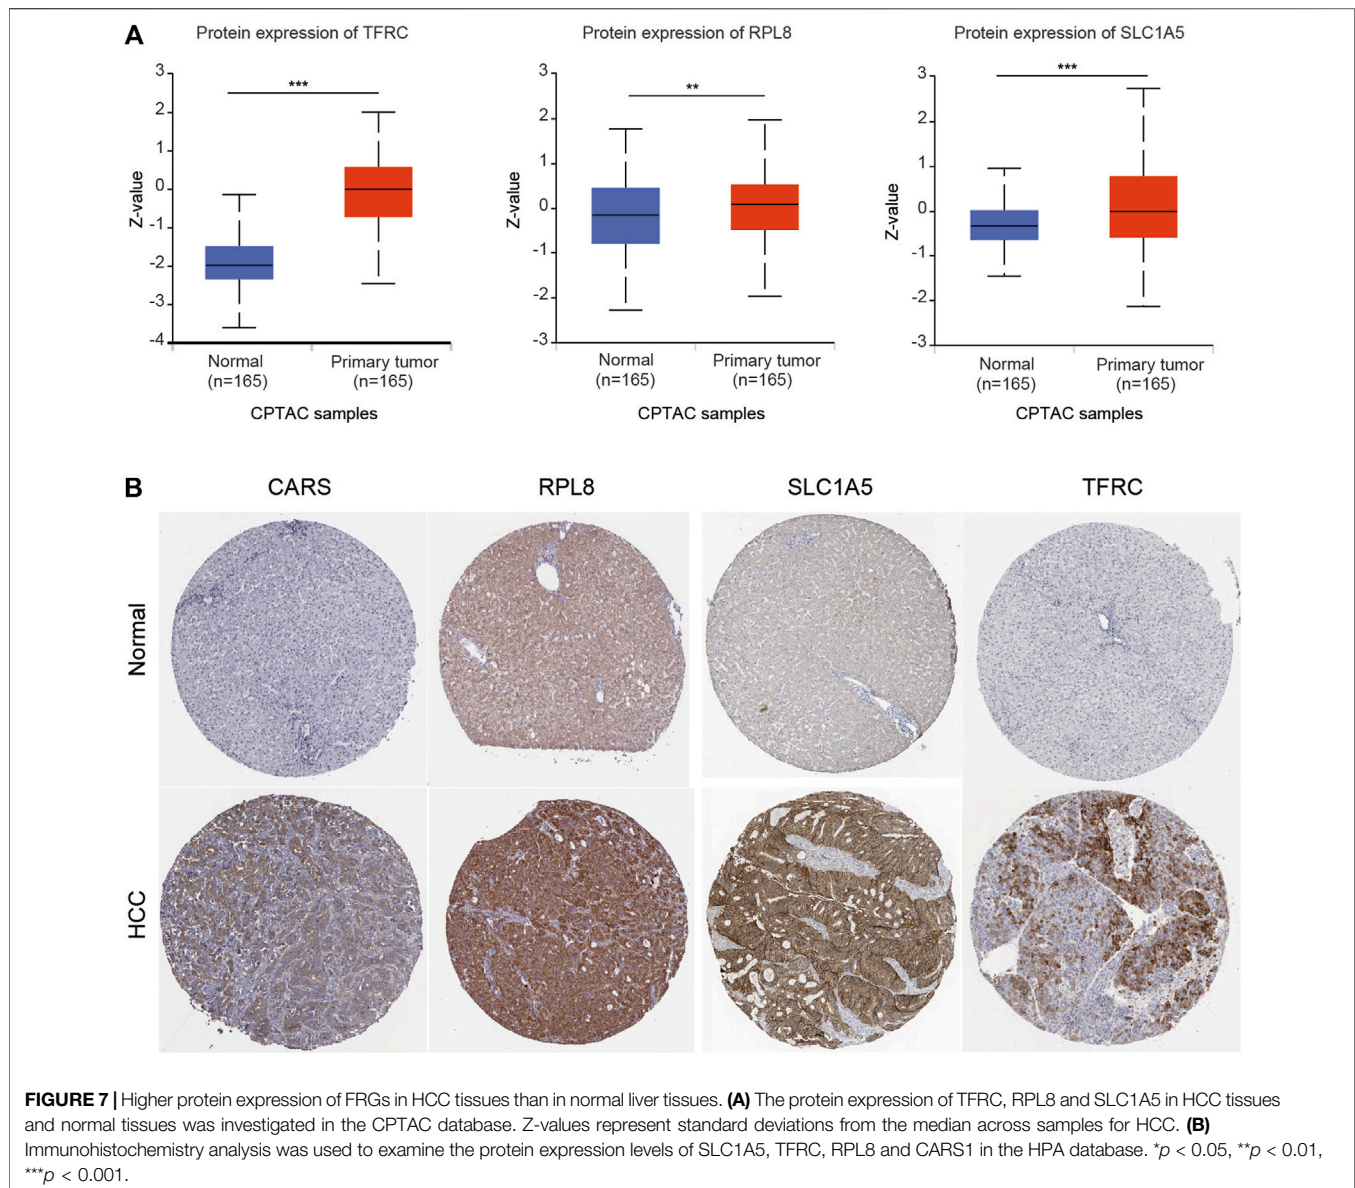 A
Protein expression of TFRC
Z-value
3
2
1
0
-1
-2
-3
-4
***
Normal
(n=165)
Primary tumor
(n=165)
CPTAC samples
Protein expression of RPL8
Z-value
3
2
1
0
-1
-2
-3
**
Normal
(n=165)
Primary tumor
(n=165)
CPTAC samples
Protein expression of SLC1A5
Z-value
3
2
1
0
-1
-2
-3
***
Normal
(n=165)
Primary tumor
(n=165)
CPTAC samples
B
CARS
RPL8
SLC1A5
TFRC
Normal
HCC
FIGURE 7 | Higher protein expression of FRGs in HCC tissues than in normal liver tissues. (A) The protein expression of TFRC, RPL8 and SLC1A5 in HCC tissues
and normal tissues was investigated in the CPTAC database. Z-values represent standard deviations from the median across samples for HCC. (B)
Immunohistochemistry analysis was used to examine the protein expression levels of SLC1A5, TFRC, RPL8 and CARS1 in the HPA database. *p < 0.05, **p < 0.01,
***p < 0.001.